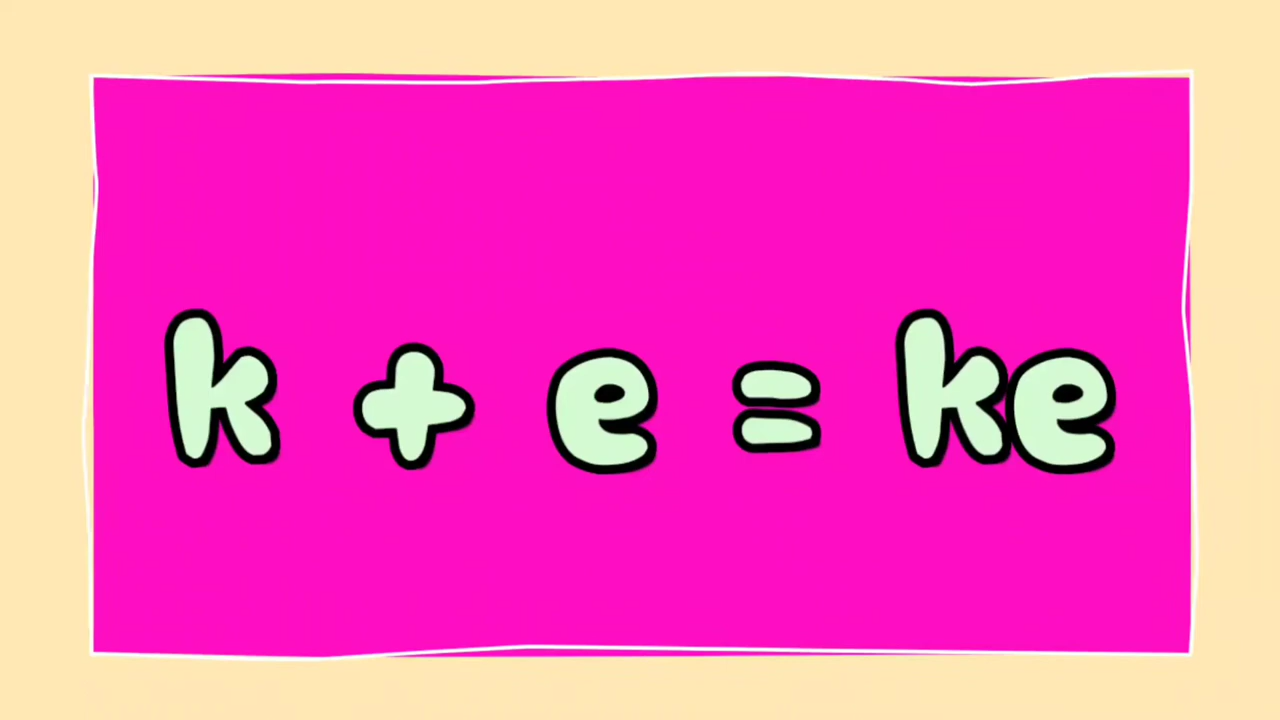 k + e = ke